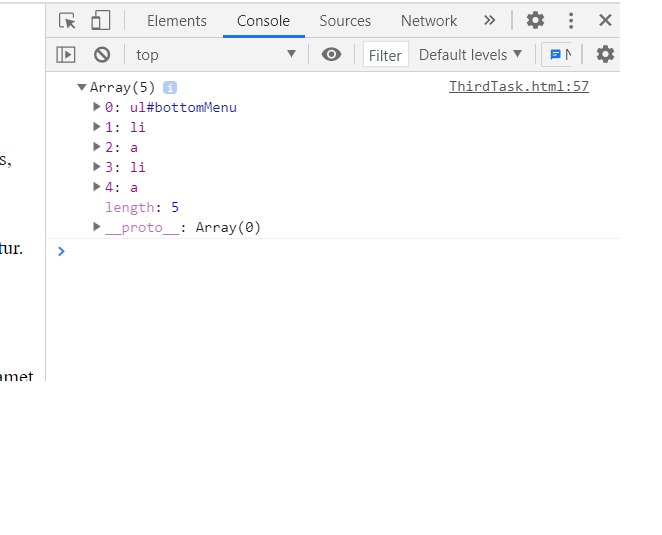 Elements Console Sources Network »
top Filter Default levels
Array(5) i ThirdTask.html:57
0: ul#bottomMenu
1: li
s,
2: a
3: li
4: a
length: 5
__proto__: Array(0)
tur.
amet